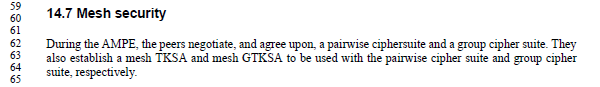 59
60 14.7 Mesh security
61
62 During the AMPE, the peers negotiate, and agree upon, a pairwise ciphersuite and a group cipher suite. They
63 also establish a mesh TKSA and mesh GTKSA to be used with the pairwise cipher suite and group cipher
64 suite, respectively.
65